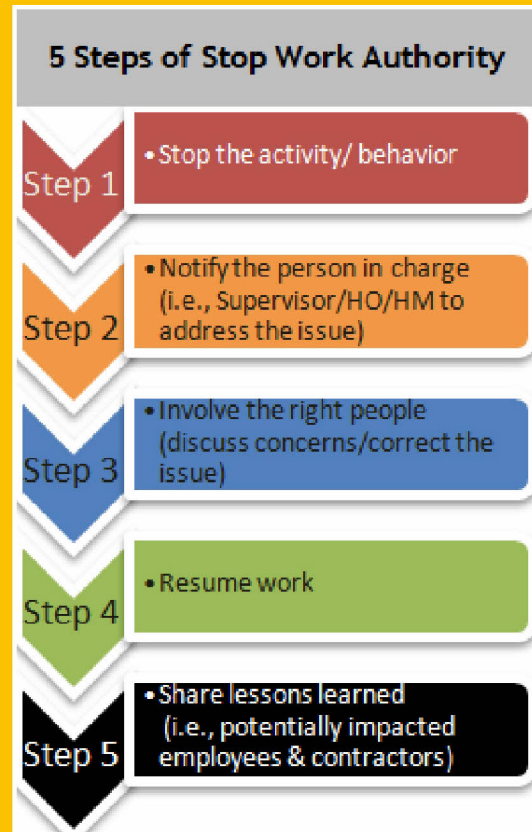 5 Steps of Stop Work Authority
Step 1
• Stop the activity/ behavior
Step 2
• Notify the person in charge
(i.e., Supervisor/HO/HM to
address the issue)
Step 3
• Involve the right people
(discuss concerns/correct the
issue)
Step 4
• Resume work
Step 5
• Share lessons learned
(i.e., potentially impacted
employees & contractors)